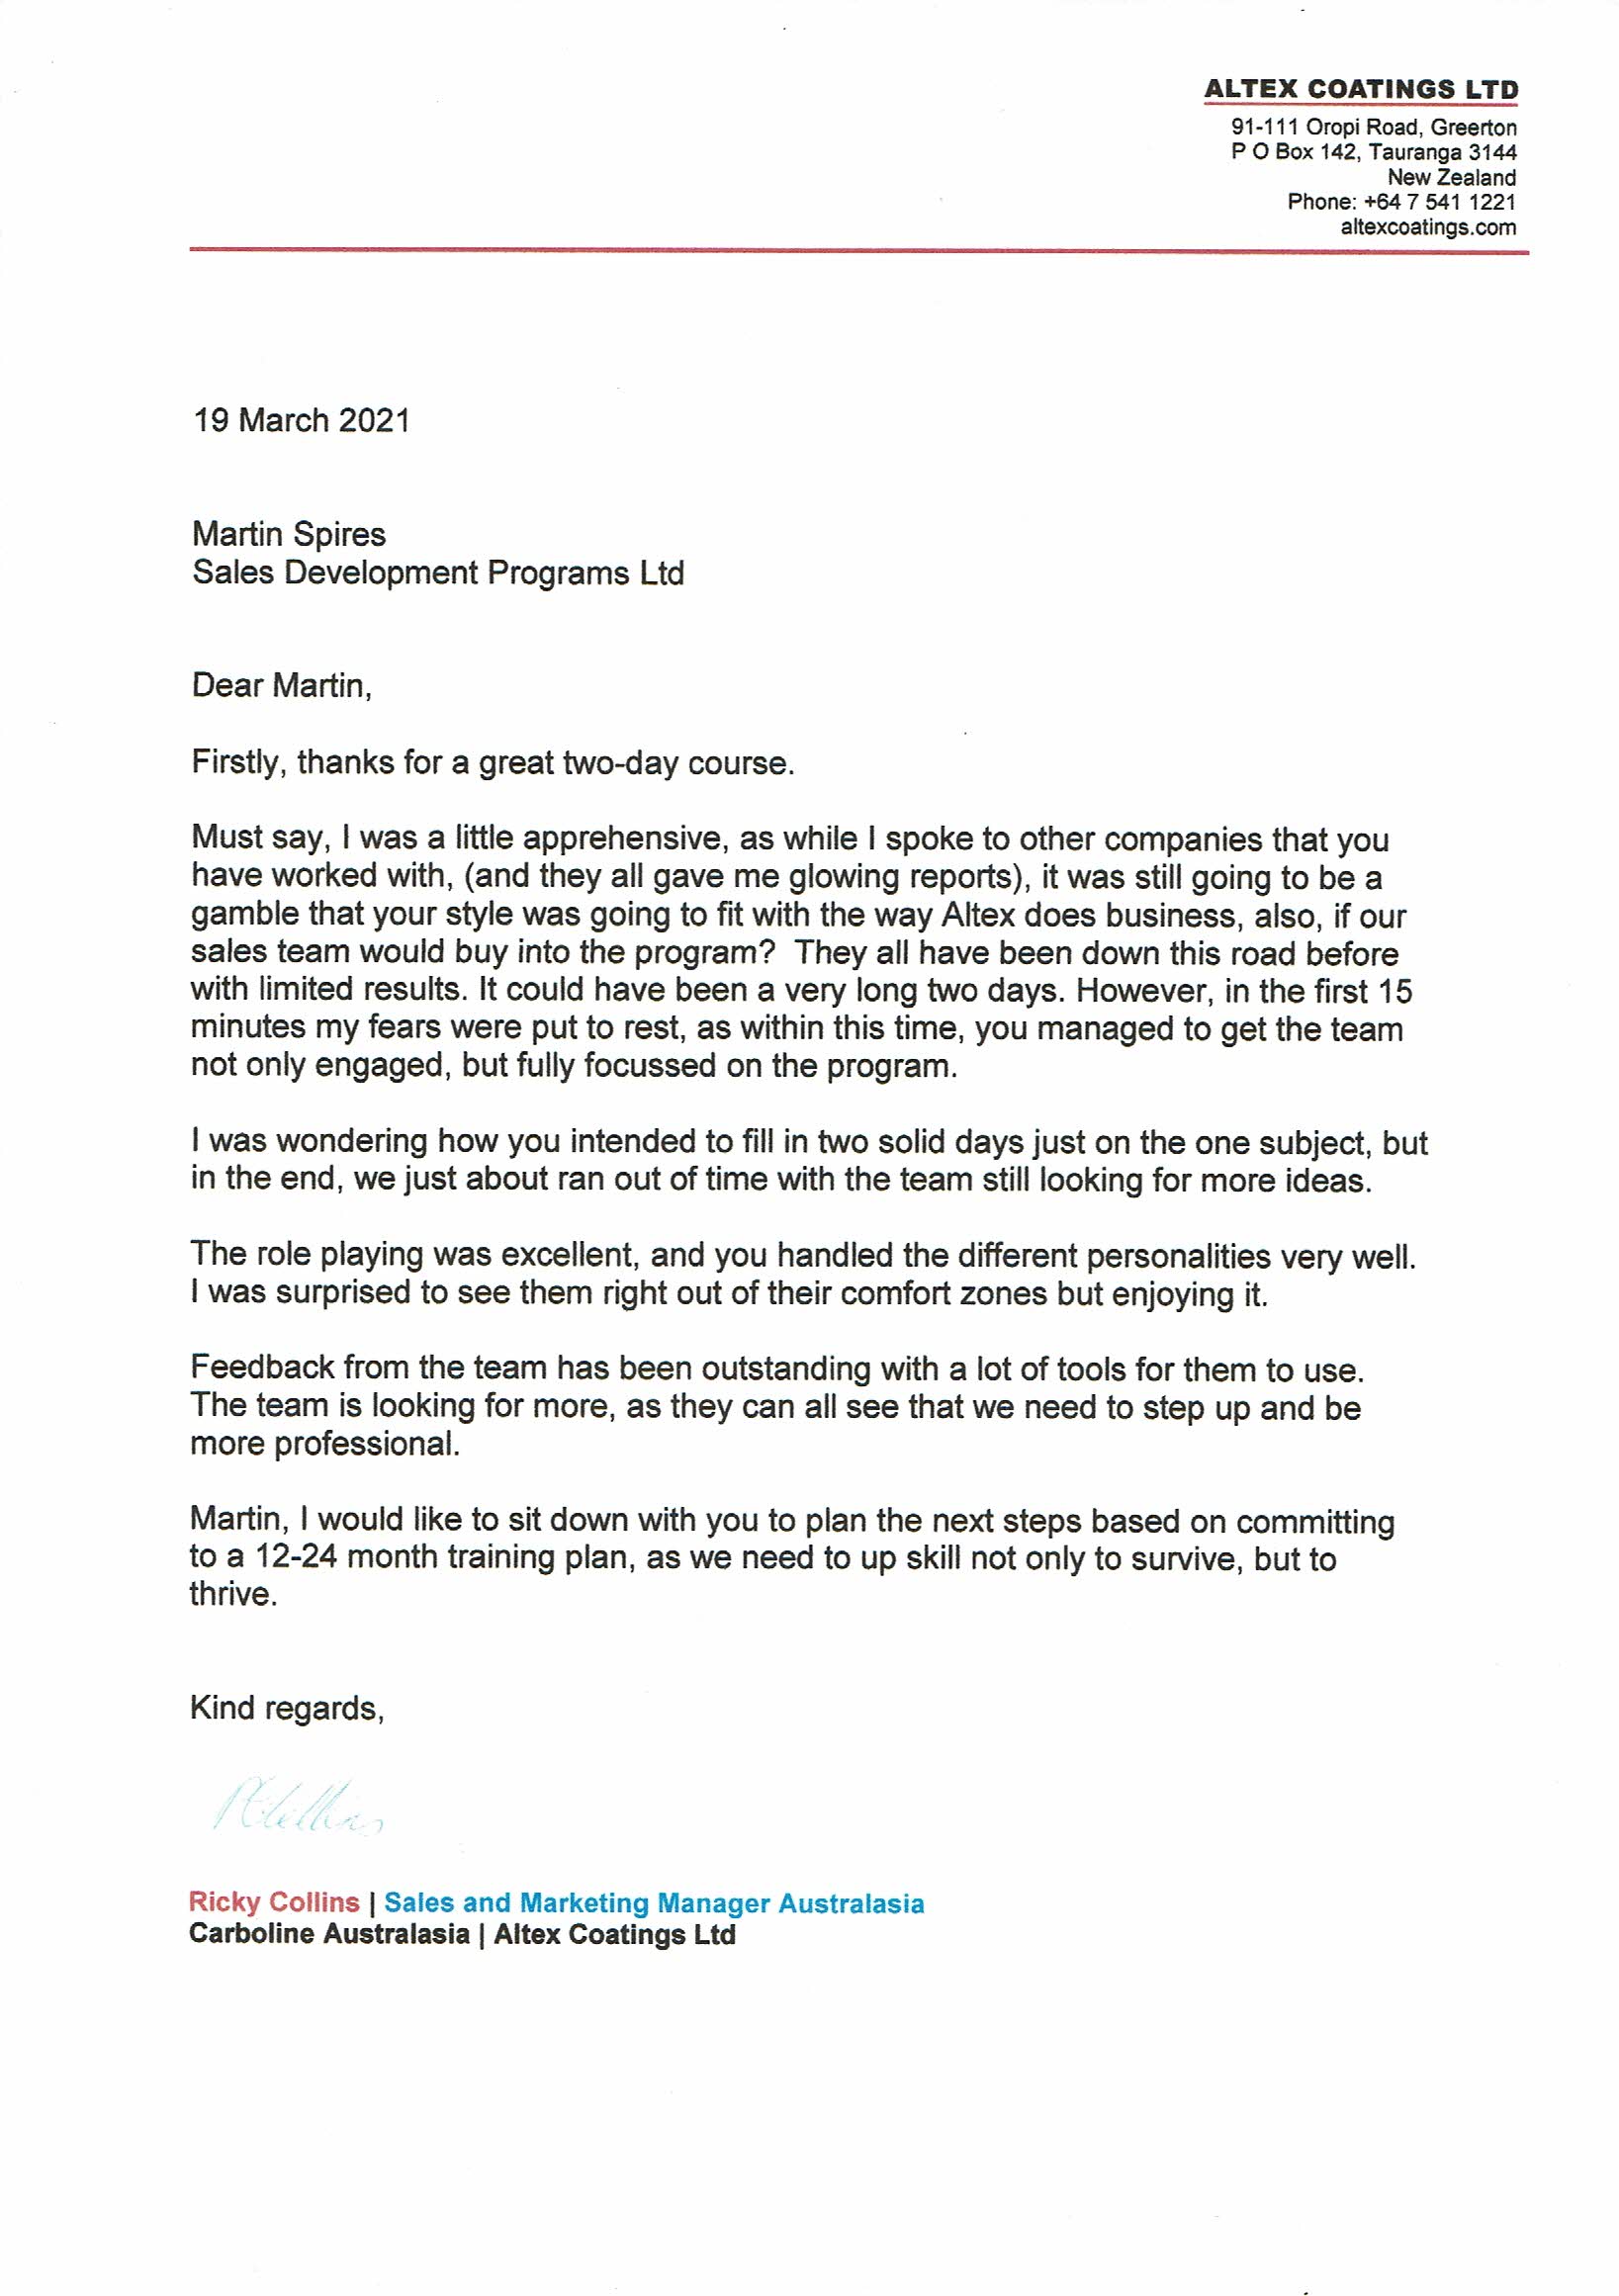 ALTEX COATINGS LTD
91-111 Oropi Road, Greerton
P O Box 142, Tauranga 3144
New Zealand
Phone: +64 7 541 1221
altexcoatings.com
19 March 2021
Martin Spires
Sales Development Programs Ltd
Dear Martin,
Firstly, thanks for a great two-day course.
Must say, I was a little apprehensive, as while I spoke to other companies that you
have worked with, (and they all gave me glowing reports), it was still going to be a
gamble that your style was going to fit with the way Altex does business, also, if our
sales team would buy into the program?  They all have been down this road before
with limited results. It could have been a very long two days. However, in the first 15
minutes my fears were put to rest, as within this time, you managed to get the team
not only engaged, but fully focussed on the program.
I was wondering how you intended to fill in two solid days just on the one subject, but
in the end, we just about ran out of time with the team still looking for more ideas.
The role playing was excellent, and you handled the different personalities very well.
I was surprised to see them right out of their comfort zones but enjoying it.
Feedback from the team has been outstanding with a lot of tools for them to use.
The team is looking for more, as they can all see that we need to step up and be
more professional.
Martin, I would like to sit down with you to plan the next steps based on committing
to a 12-24 month training plan, as we need to up skill not only to survive, but to
thrive.
Kind regards,
RCollins
Ricky Collins | Sales and Marketing Manager Australasia
Carboline Australasia | Altex Coatings Ltd